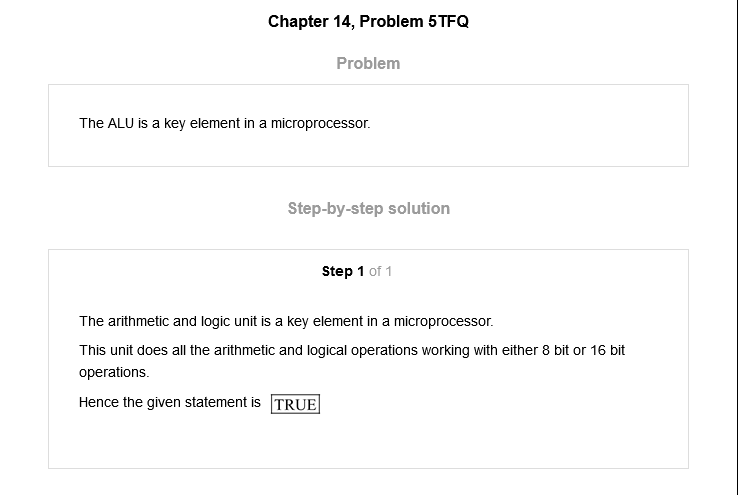 Chapter 14, Problem 5TFQ
Problem
The ALU is a key element in a microprocessor.
Step-by-step solution
Step 1 of 1
The arithmetic and logic unit is a key element in a microprocessor.
This unit does all the arithmetic and logical operations working with either 8 bit or 16 bit
operations.
Hence the given statement is TRUE